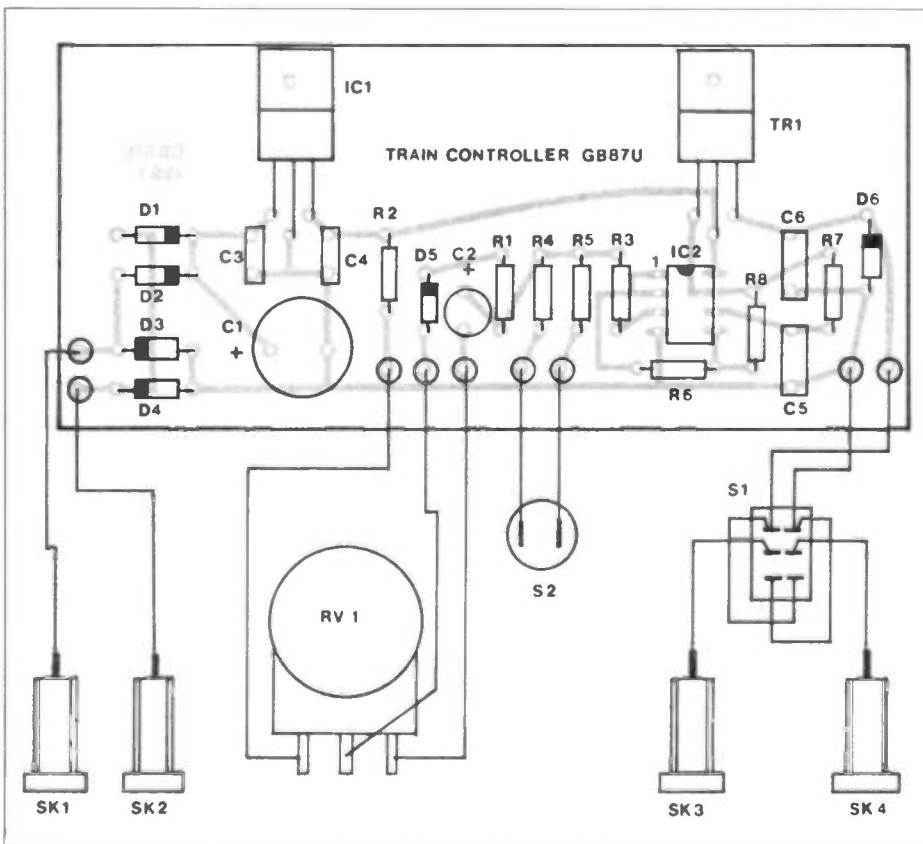 IC1
TR1
TRAIN CONTROLLER GB87U
D1
R2
D6
C3
C4
D5
C2
+
R1
R4
R5
R3
1
IC2
C6
R7
R8
D2
C1
+
D3
D4
R6
C5
S1
S2
RV 1
SK1
SK2
SK3
SK4